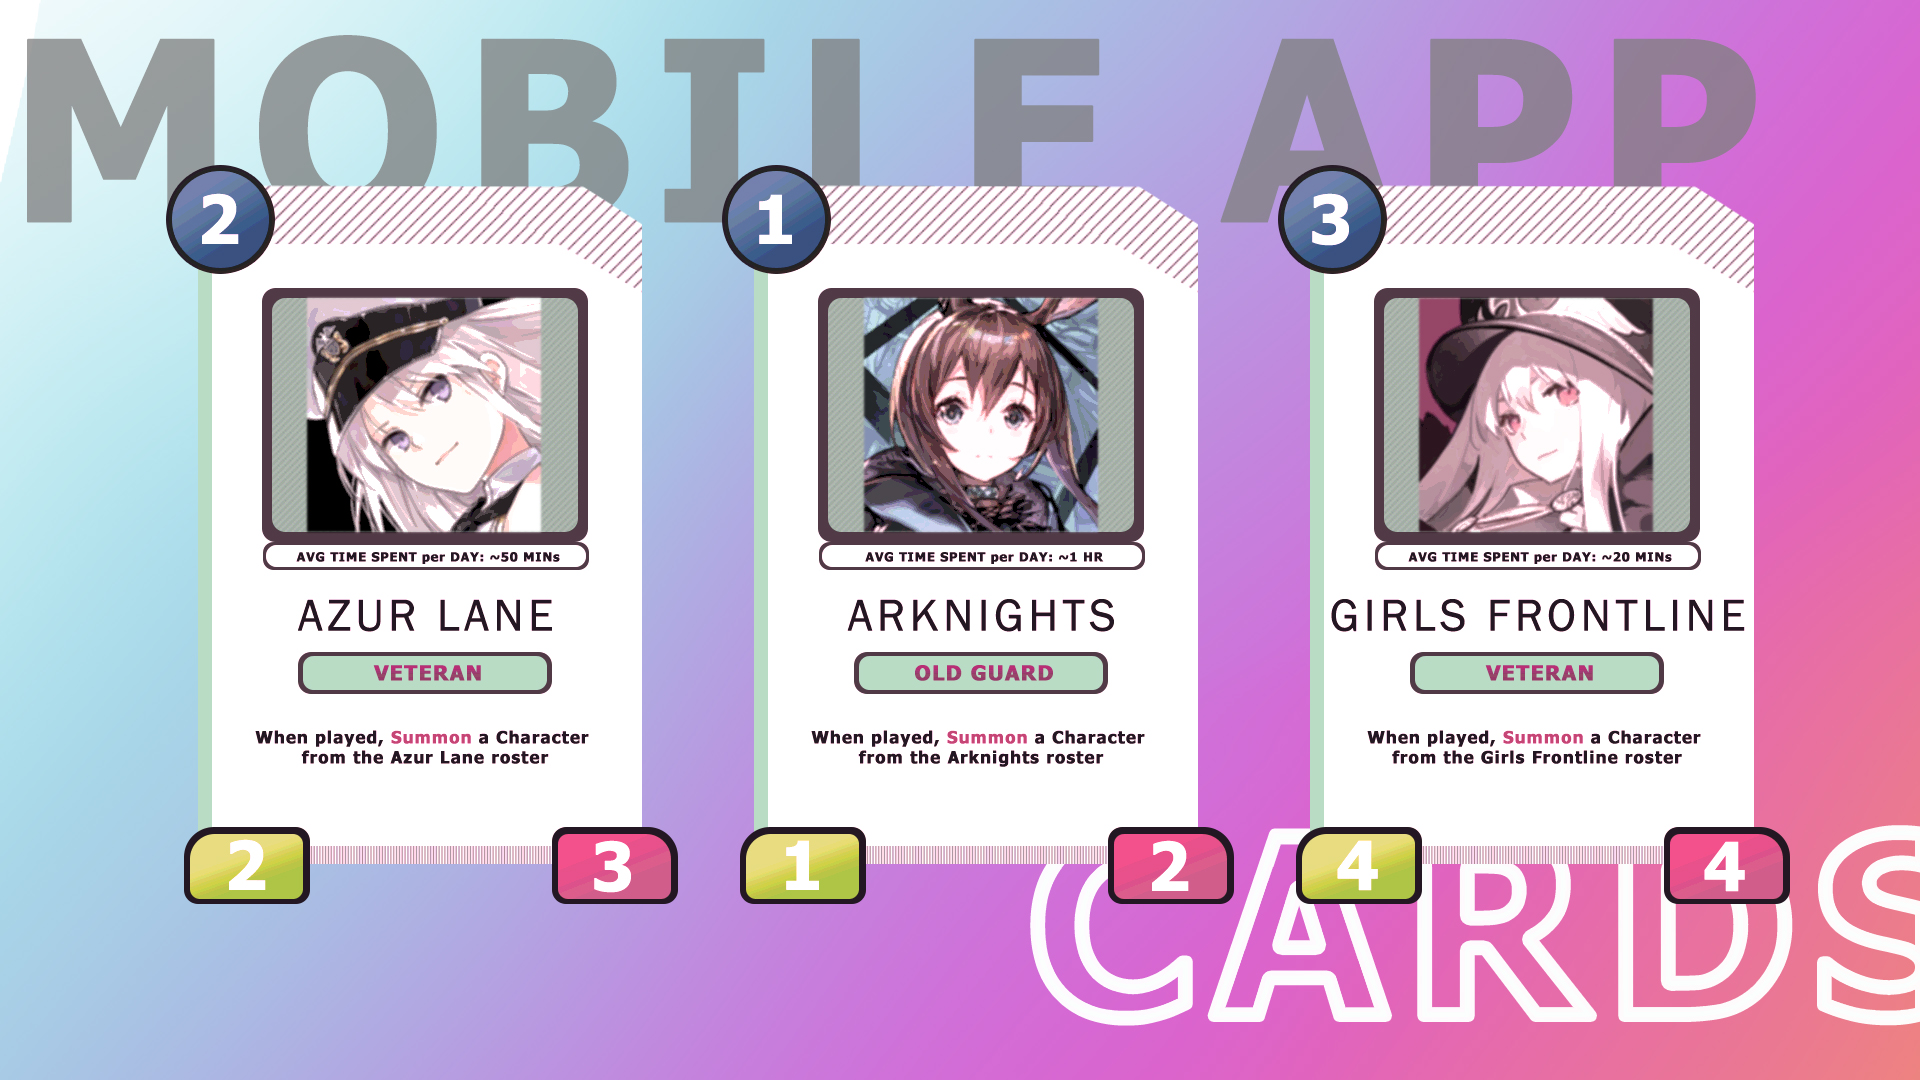 MOBILE APP
2
AVG TIME SPENT per DAY: ~50 MINs
AZUR LANE
VETERAN
When played, Summon a Character
from the Azur Lane roster
2
3
1
AVG TIME SPENT per DAY: ~1 HR
ARKNIGHTS
OLD GUARD
When played, Summon a Character
from the Arknights roster
1
2
3
AVG TIME SPENT per DAY: ~20 MINs
GIRLS FRONTLINE
VETERAN
When played, Summon a Character
from the Girls Frontline roster
4
4
CARDS